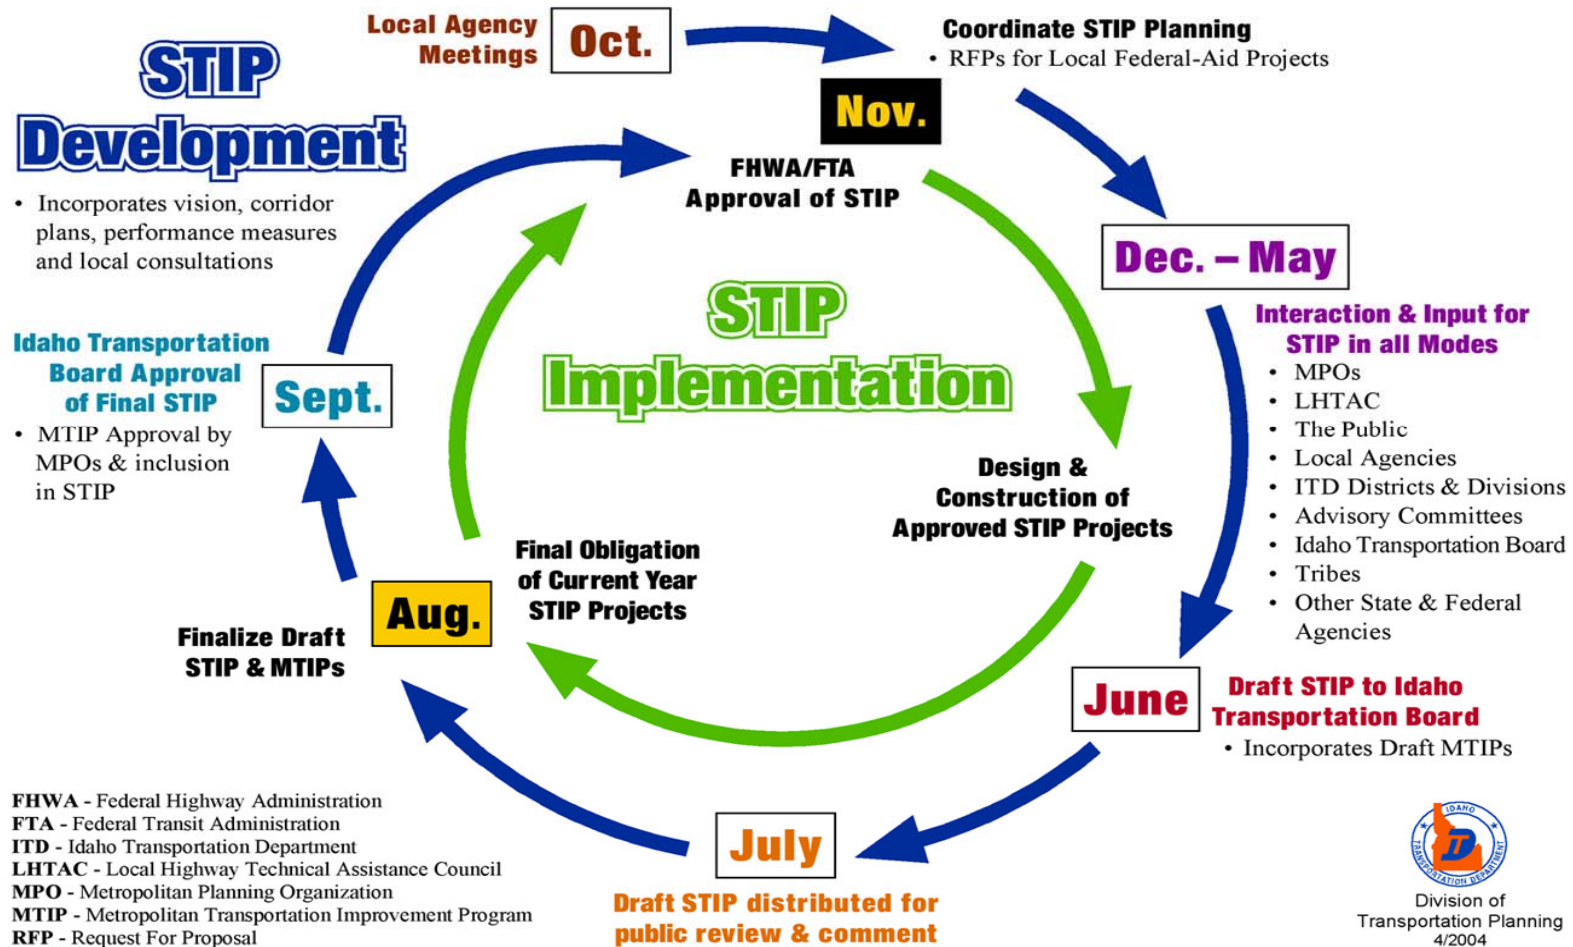 STIP
Development
• Incorporates vision, corridor
plans, performance measures
and local consultations
Local Agency
Meetings
Oct.
Coordinate STIP Planning
• RFPs for Local Federal-Aid Projects
Nov.
FHWA/FTA
Approval of STIP
Dec. – May
Interaction & Input for
STIP in all Modes
• MPOs
• LHTAC
• The Public
• Local Agencies
• ITD Districts & Divisions
• Advisory Committees
• Idaho Transportation Board
• Tribes
• Other State & Federal
Agencies
STIP
Implementation
Design &
Construction of
Approved STIP Projects
June
Draft STIP to Idaho
Transportation Board
• Incorporates Draft MTIPs
July
Draft STIP distributed for
public review & comment
Aug.
Finalize Draft
STIP & MTIPs
Final Obligation
of Current Year
STIP Projects
Idaho Transportation
Board Approval
of Final STIP
Sept.
• MTIP Approval by
MPOs & inclusion
in STIP
FHWA - Federal Highway Administration
FTA - Federal Transit Administration
ITD - Idaho Transportation Department
LHTAC - Local Highway Technical Assistance Council
MPO - Metropolitan Planning Organization
MTIP - Metropolitan Transportation Improvement Program
RFP - Request For Proposal
IDAHO
TRANSPORTATION DEPARTMENT
Division of
Transportation Planning
4/2004